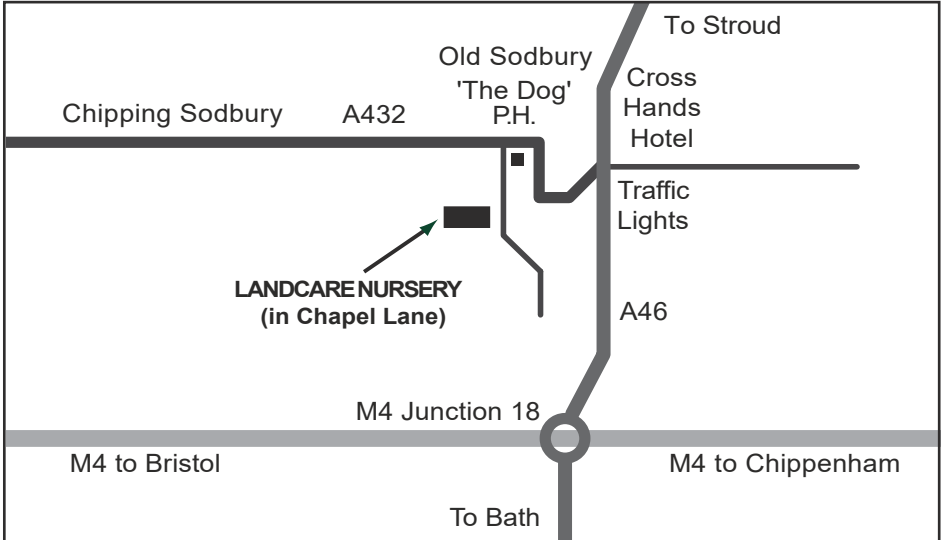 To Stroud
Old Sodbury
'The Dog'
P.H.
Cross
Hands
Hotel
Chipping Sodbury
A432
Traffic
Lights
LANDCARE NURSERY
(in Chapel Lane)
A46
M4 Junction 18
M4 to Bristol
M4 to Chippenham
To Bath